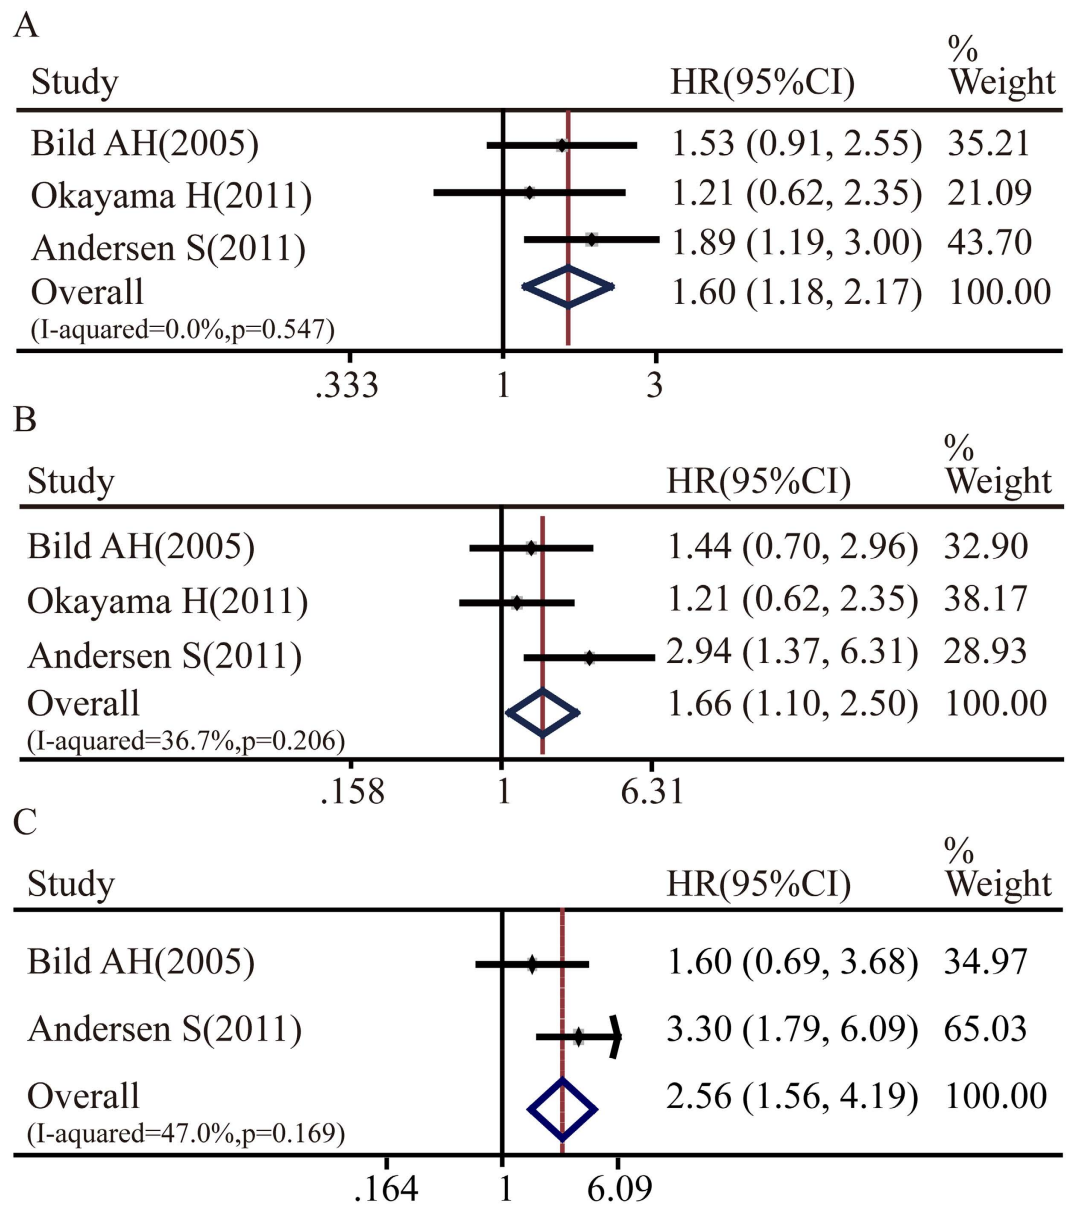 A
%
Study HR(95%CI) Weight
Bild AH(2005) 1.53 (0.91, 2.55) 35.21
Okayama H(2011) 1.21 (0.62, 2.35) 21.09
Andersen S(2011) 1.89 (1.19, 3.00) 43.70
Overall 1.60 (1.18, 2.17) 100.00
(I-aquared=0.0%,p=0.547)
.333 1 3
B
%
Study HR(95%CI) Weight
Bild AH(2005) 1.44 (0.70, 2.96) 32.90
Okayama H(2011) 1.21 (0.62, 2.35) 38.17
Andersen S(2011) 2.94 (1.37, 6.31) 28.93
Overall 1.66 (1.10, 2.50) 100.00
(I-aquared=36.7%,p=0.206)
.158 1 6.31
C
%
Study HR(95%CI) Weight
Bild AH(2005) 1.60 (0.69, 3.68) 34.97
Andersen S(2011) 3.30 (1.79, 6.09) 65.03
Overall 2.56 (1.56, 4.19) 100.00
(I-aquared=47.0%,p=0.169)
.164 1 6.09